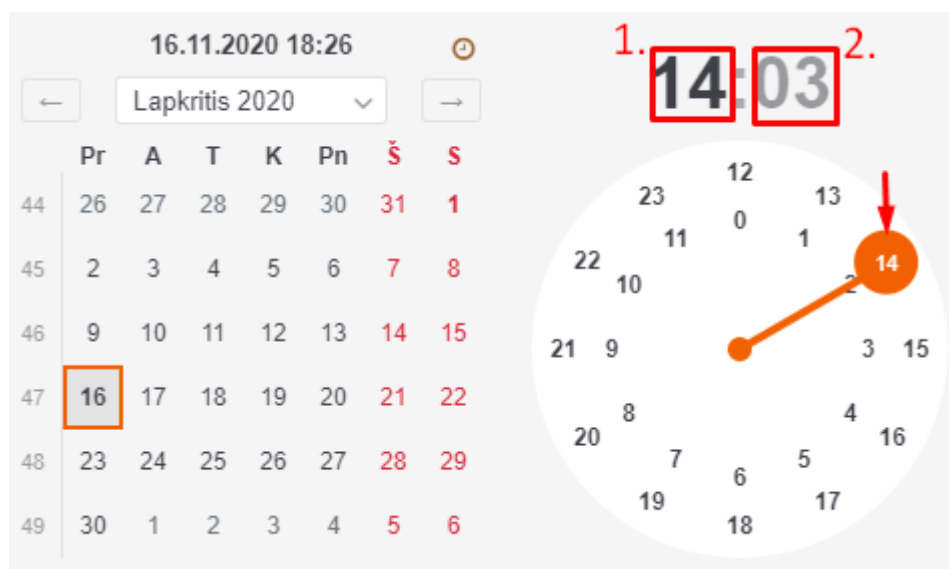 16.11.2020 18:26
← Lapkritis 2020 →
Pr A T K Pn Š S
44 26 27 28 29 30 31 1
45 2 3 4 5 6 7 8
46 9 10 11 12 13 14 15
47 16 17 18 19 20 21 22
48 23 24 25 26 27 28 29
49 30 1 2 3 4 5 6
1. 14:03 2.
12
23 13
0
11 1
22 14
10 2
21 9 3 15
8 4
20 16
7 5
6
19 17
18